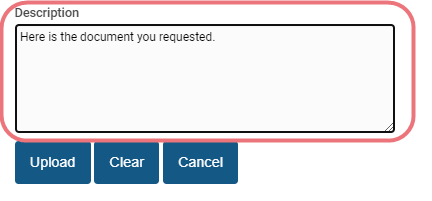 Description
Here is the document you requested.
Upload Clear Cancel